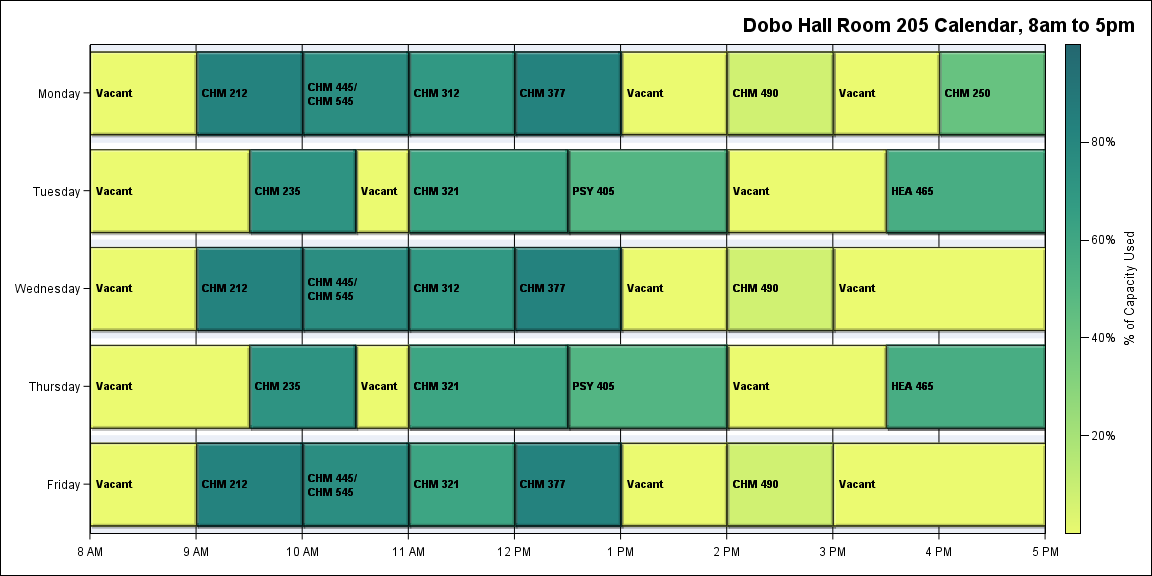 Dobo Hall Room 205 Calendar, 8am to 5pm
Monday
Vacant
CHM 212
CHM 445/
CHM 545
CHM 312
CHM 377
Vacant
CHM 490
Vacant
CHM 250
Tuesday
Vacant
CHM 235
Vacant
CHM 321
PSY 405
Vacant
HEA 465
Wednesday
Vacant
CHM 212
CHM 445/
CHM 545
CHM 312
CHM 377
Vacant
CHM 490
Vacant
Thursday
Vacant
CHM 235
Vacant
CHM 321
PSY 405
Vacant
HEA 465
Friday
Vacant
CHM 212
CHM 445/
CHM 545
CHM 321
CHM 377
Vacant
CHM 490
Vacant
8 AM
9 AM
10 AM
11 AM
12 PM
1 PM
2 PM
3 PM
4 PM
5 PM
80%
60%
40%
20%
% of Capacity Used